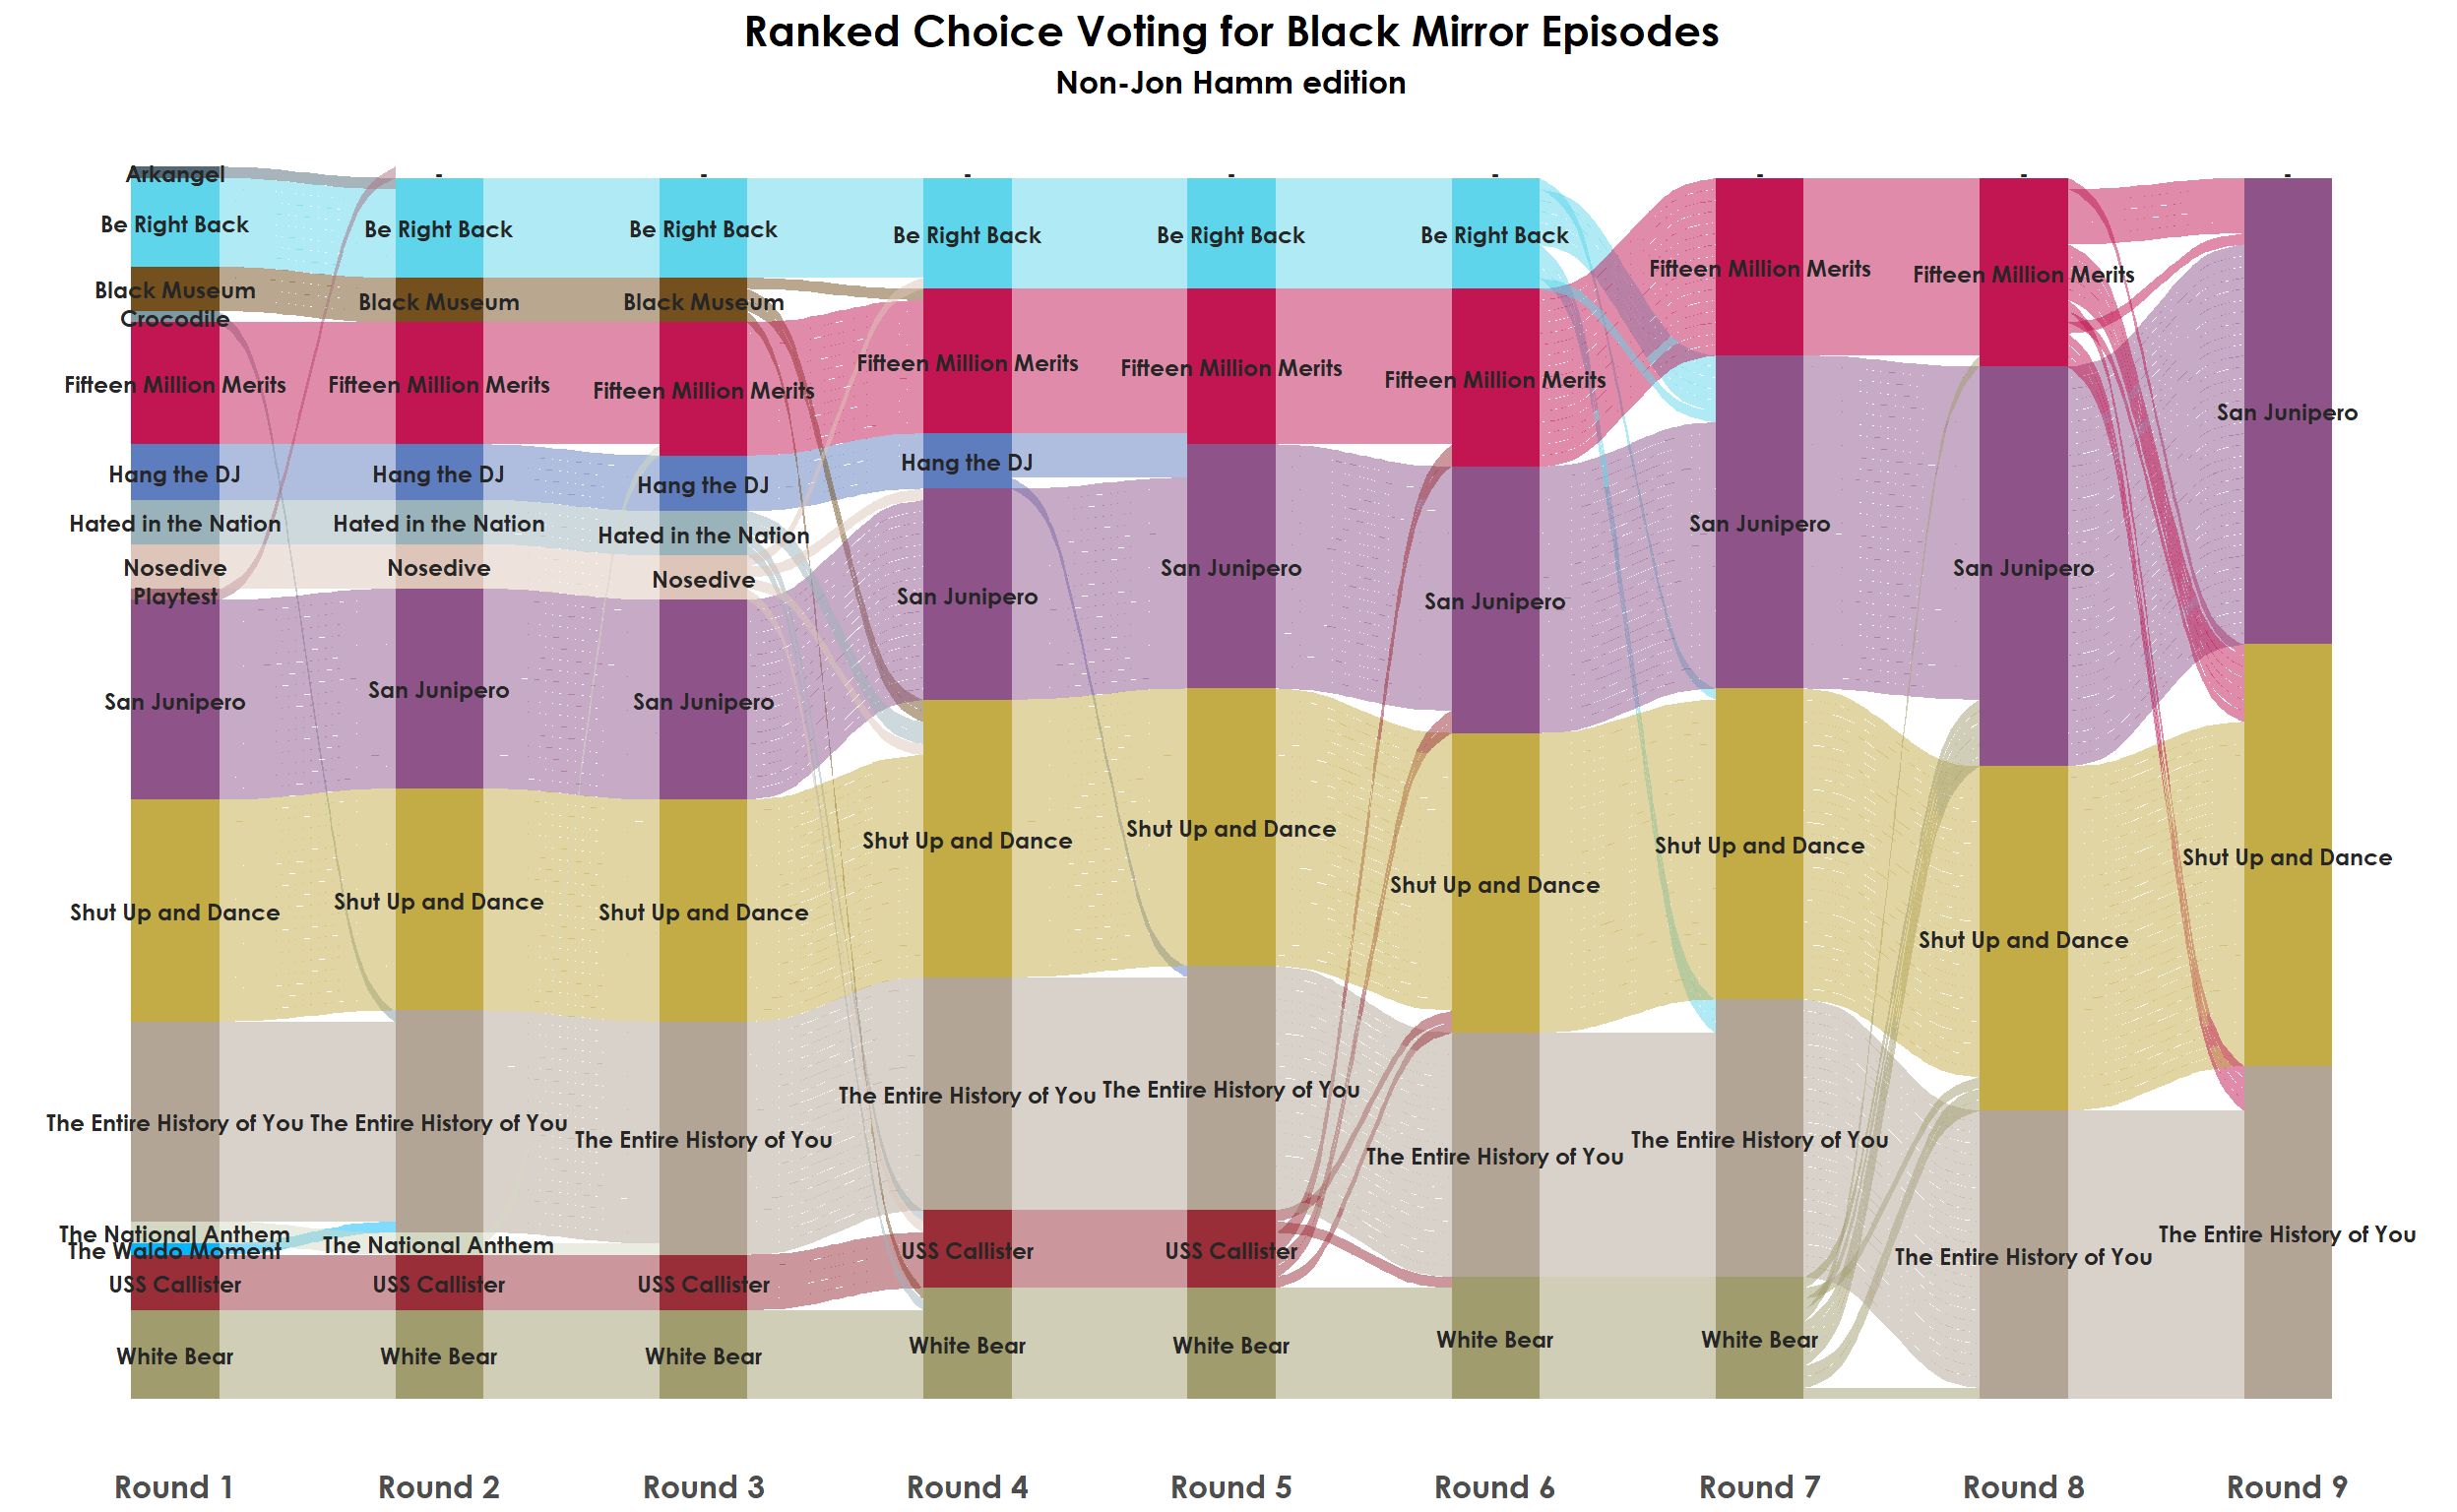 Ranked Choice Voting for Black Mirror Episodes
Non-Jon Hamm edition
Arkangel
Be Right Back
Black Museum
Crocodile
Fifteen Million Merits
Hang the DJ
Hated in the Nation
Nosedive
Playtest
San Junipero
Shut Up and Dance
The Entire History of You
The National Anthem
The Waldo Moment
USS Callister
White Bear
-
Be Right Back
Black Museum
Fifteen Million Merits
Hang the DJ
Hated in the Nation
Nosedive
San Junipero
Shut Up and Dance
The Entire History of You
The National Anthem
USS Callister
White Bear
-
Be Right Back
Black Museum
Fifteen Million Merits
Hang the DJ
Hated in the Nation
Nosedive
San Junipero
Shut Up and Dance
The Entire History of You
USS Callister
White Bear
-
Be Right Back
Fifteen Million Merits
Hang the DJ
San Junipero
Shut Up and Dance
The Entire History of You
USS Callister
White Bear
-
Be Right Back
Fifteen Million Merits
San Junipero
Shut Up and Dance
The Entire History of You
USS Callister
White Bear
-
Be Right Back
Fifteen Million Merits
San Junipero
Shut Up and Dance
The Entire History of You
White Bear
-
Fifteen Million Merits
San Junipero
Shut Up and Dance
The Entire History of You
White Bear
-
Fifteen Million Merits
San Junipero
Shut Up and Dance
The Entire History of You
-
San Junipero
Shut Up and Dance
The Entire History of You
Round 1 Round 2 Round 3 Round 4 Round 5 Round 6 Round 7 Round 8 Round 9